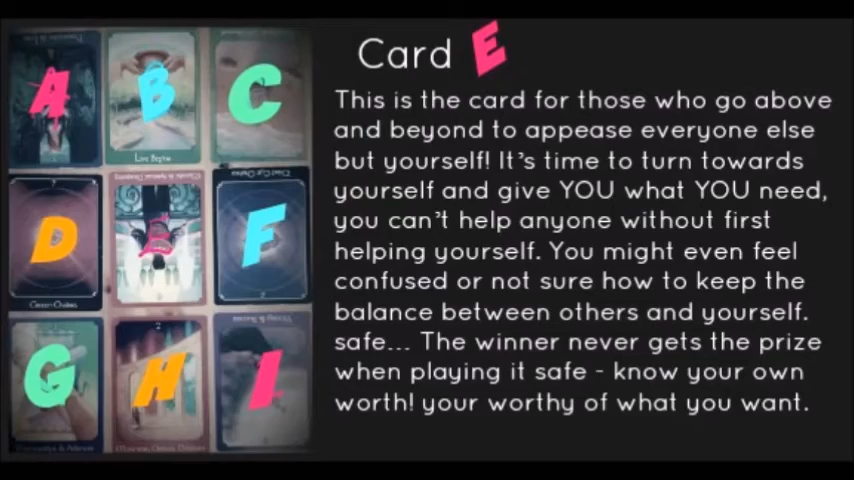 Card E
This is the card for those who go above
and beyond to appease everyone else
but yourself! It's time to turn towards
yourself and give YOU what YOU need,
you can't help anyone without first
helping yourself. You might even feel
confused or not sure how to keep the
balance between others and yourself.
safe... The winner never gets the prize
when playing it safe - know your own
worth! your worthy of what you want.
A
B
C
D
E
F
G
H
I
2